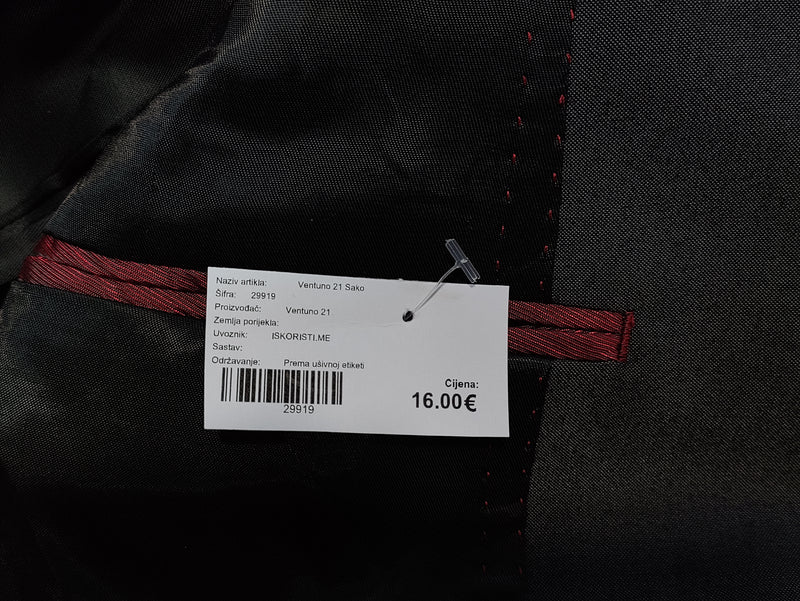 Naziv artikla: Ventuno 21 Sako
Šifra: 29919
Proizvođač: Ventuno 21
Zemlja porijekla:
Uvoznik: ISKORISTI.ME
Sastav:
Održavanje: Prema ušivnoj etiketi
29919
Cijena:
16.00€